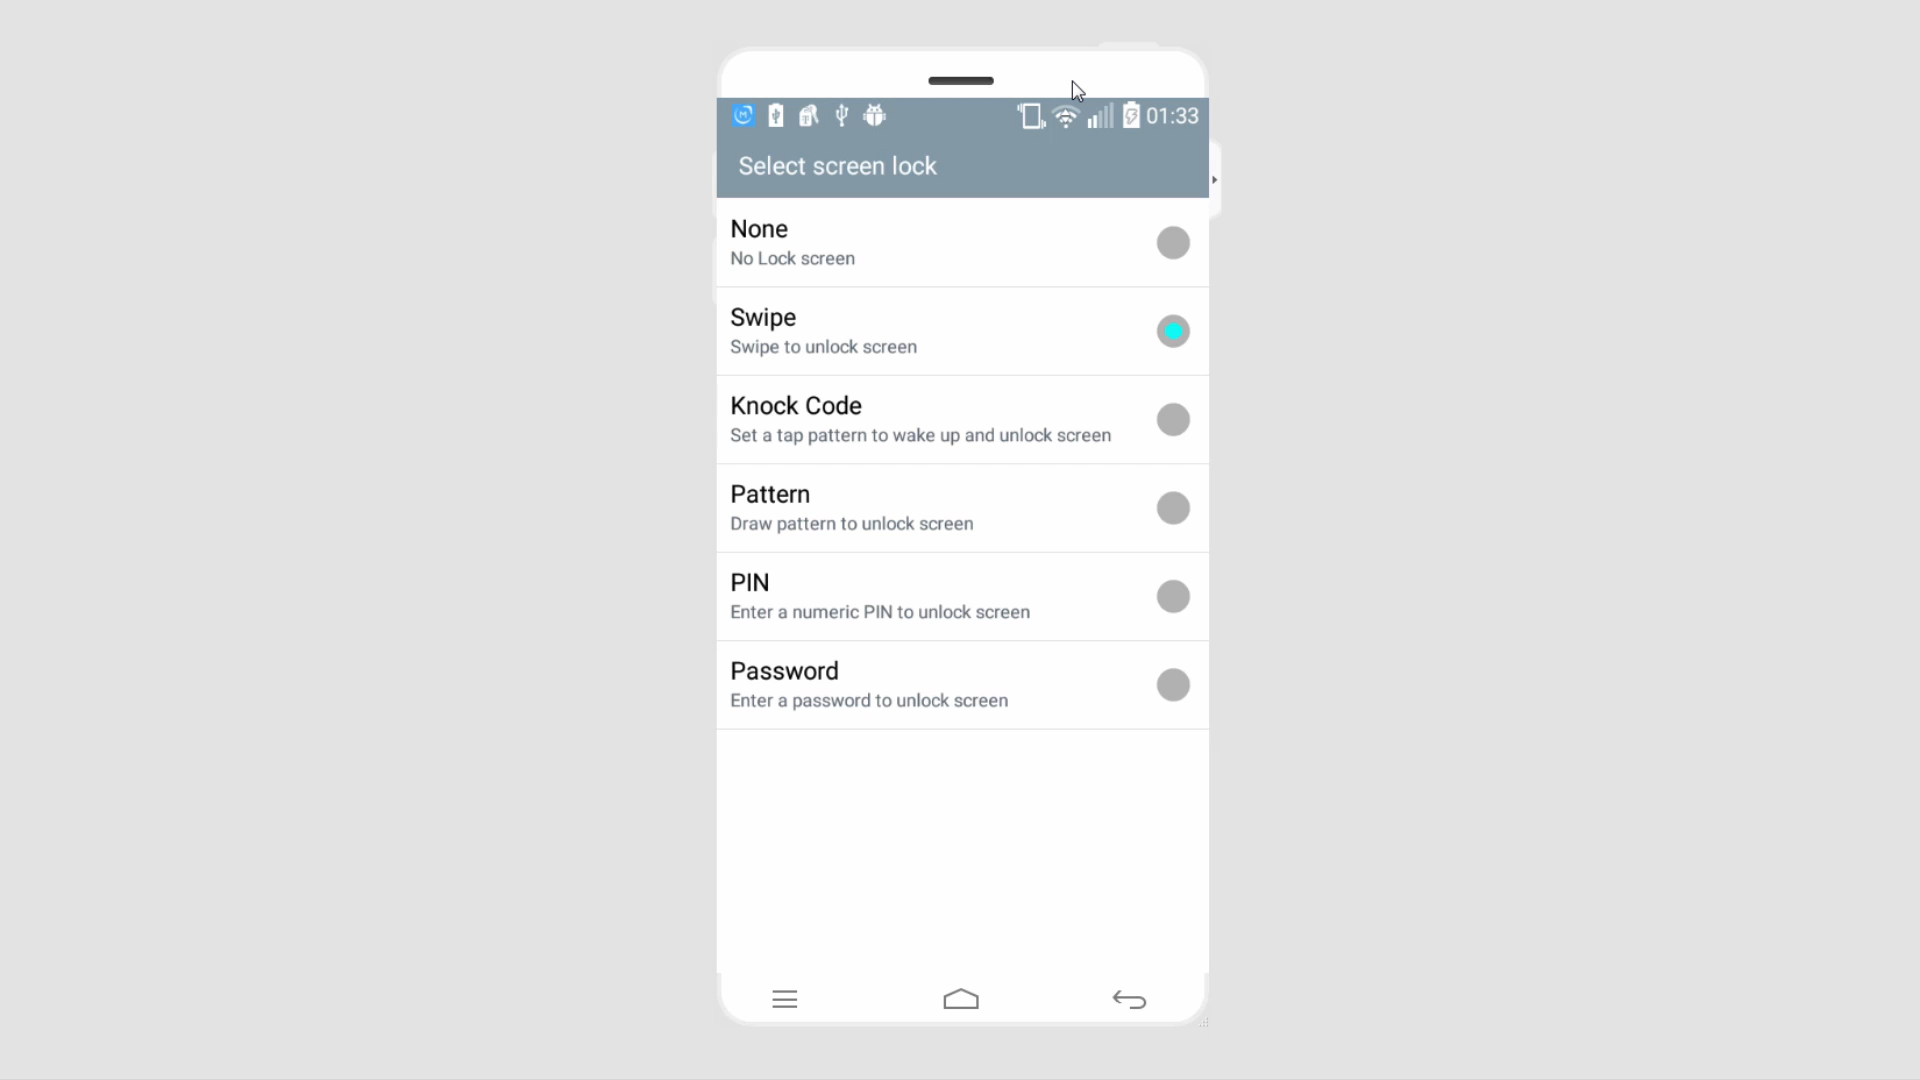 01:33
Select screen lock
None
No Lock screen
Swipe
Swipe to unlock screen
Knock Code
Set a tap pattern to wake up and unlock screen
Pattern
Draw pattern to unlock screen
PIN
Enter a numeric PIN to unlock screen
Password
Enter a password to unlock screen